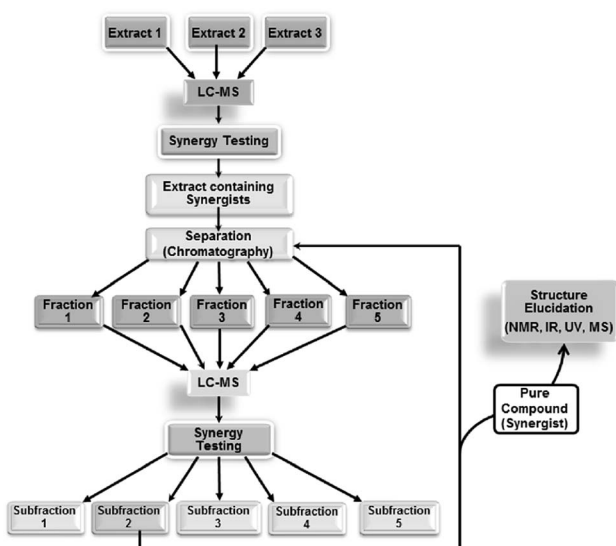 Extract 1
Extract 2
Extract 3
LC-MS
Synergy Testing
Extract containing
Synergists
Separation
(Chromatography)
Fraction
1
Fraction
2
Fraction
3
Fraction
4
Fraction
5
Structure
Elucidation
(NMR, IR, UV, MS)
LC-MS
Pure
Compound
(Synergist)
Synergy
Testing
Subfraction
1
Subfraction
2
Subfraction
3
Subfraction
4
Subfraction
5